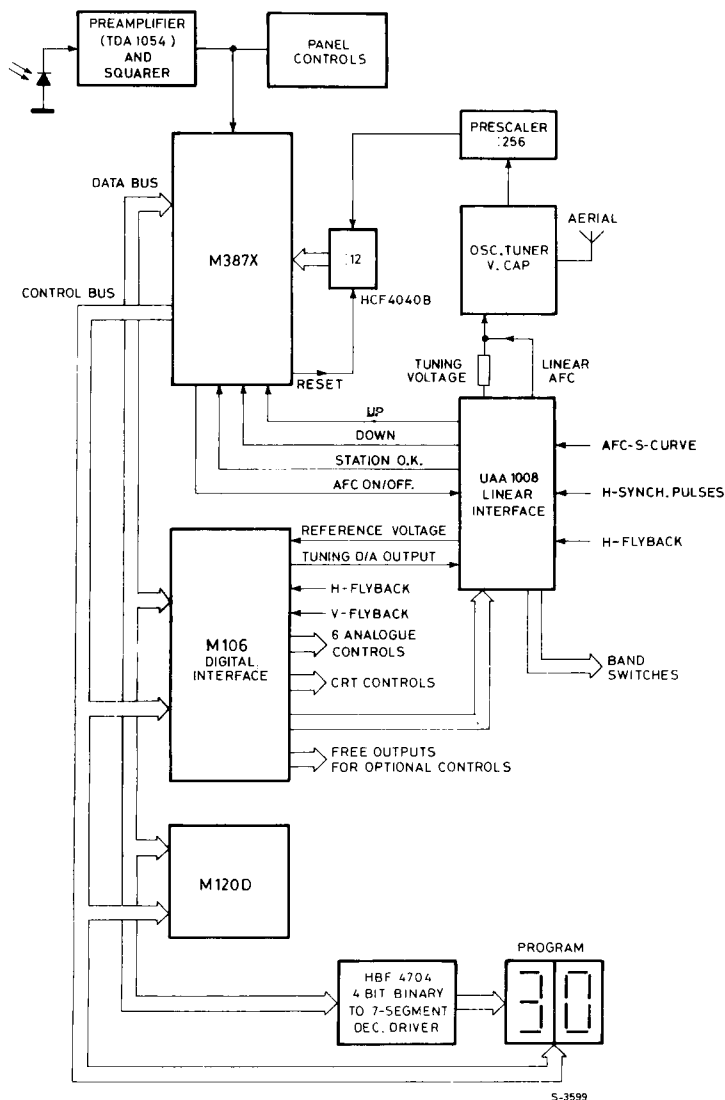 PREAMPLIFIER
(TDA 1054)
AND
SQUARER
PANEL
CONTROLS
PRESCALER
:256
DATA BUS
M387X
:12
HCF4040B
OSC. TUNER
V. CAP
AERIAL
CONTROL BUS
RESET
TUNING
VOLTAGE
LINEAR
AFC
UP
DOWN
STATION O.K.
AFC ON/OFF.
UAA 1008
LINEAR
INTERFACE
AFC-S-CURVE
H-SYNCH. PULSES
H-FLYBACK
REFERENCE VOLTAGE
TUNING D/A OUTPUT
H-FLYBACK
V-FLYBACK
6 ANALOGUE
CONTROLS
CRT CONTROLS
FREE OUTPUTS
FOR OPTIONAL CONTROLS
M106
DIGITAL
INTERFACE
BAND
SWITCHES
M120D
HBF 4704
4 BIT BINARY
TO 7-SEGMENT
DEC. DRIVER
PROGRAM
30
S-3599